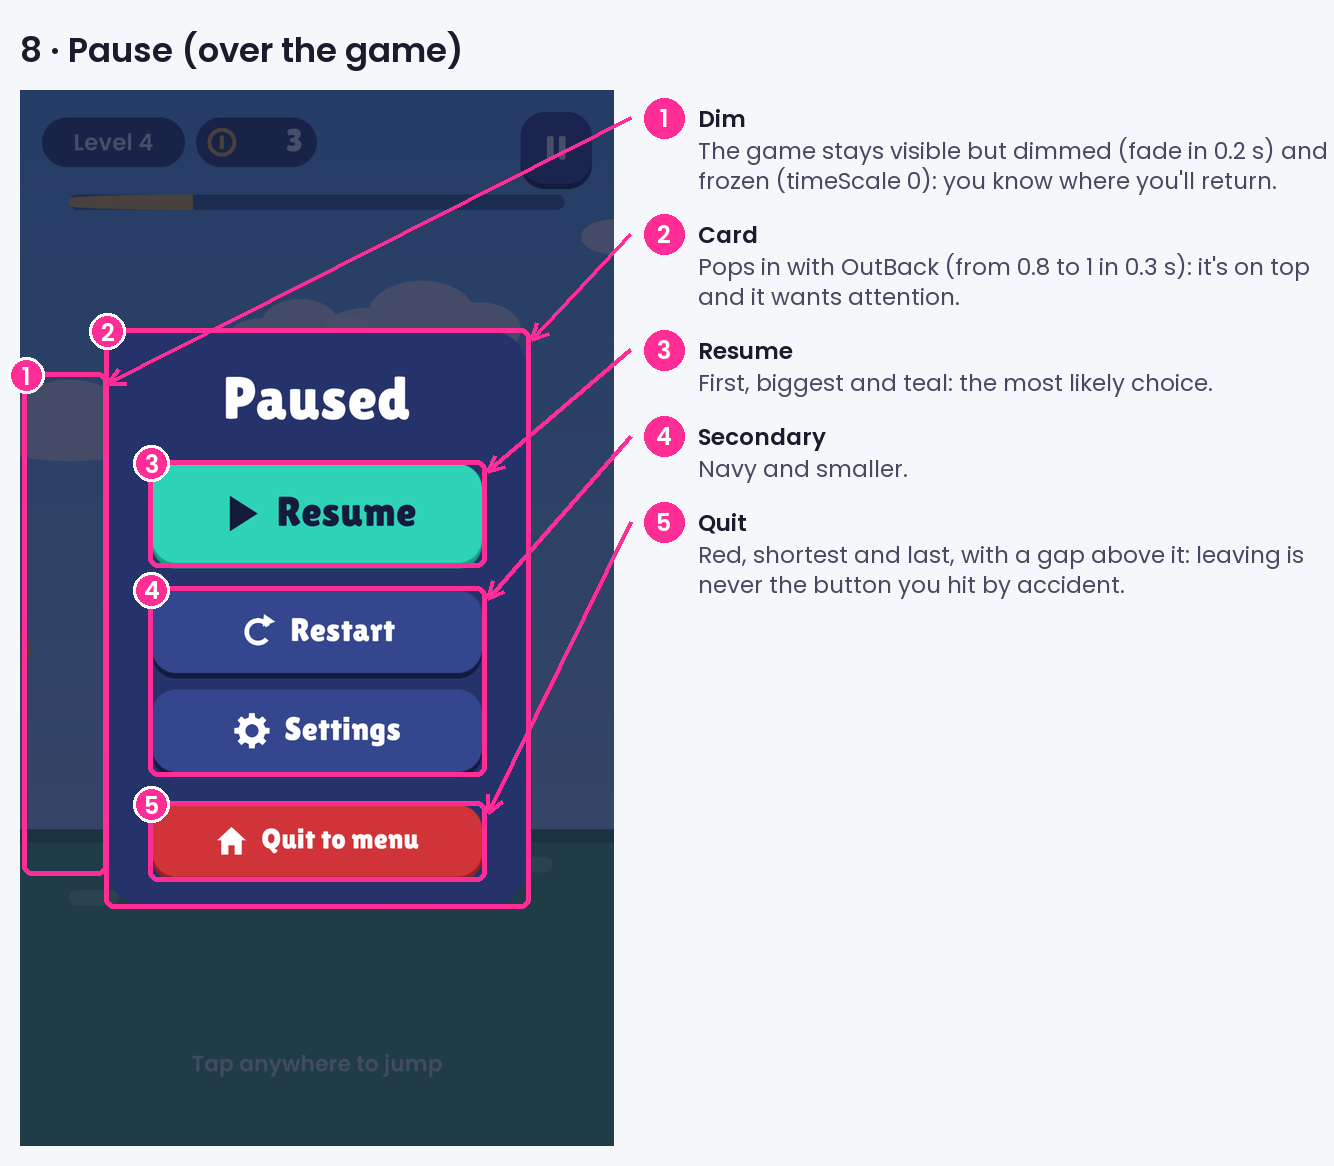 8 · Pause (over the game)
Level 4
3
1
2
Paused
3
Resume
4
Restart
Settings
5
Quit to menu
Tap anywhere to jump
1 Dim
The game stays visible but dimmed (fade in 0.2 s) and
frozen (timeScale 0): you know where you'll return.
2 Card
Pops in with OutBack (from 0.8 to 1 in 0.3 s): it's on top
and it wants attention.
3 Resume
First, biggest and teal: the most likely choice.
4 Secondary
Navy and smaller.
5 Quit
Red, shortest and last, with a gap above it: leaving is
never the button you hit by accident.